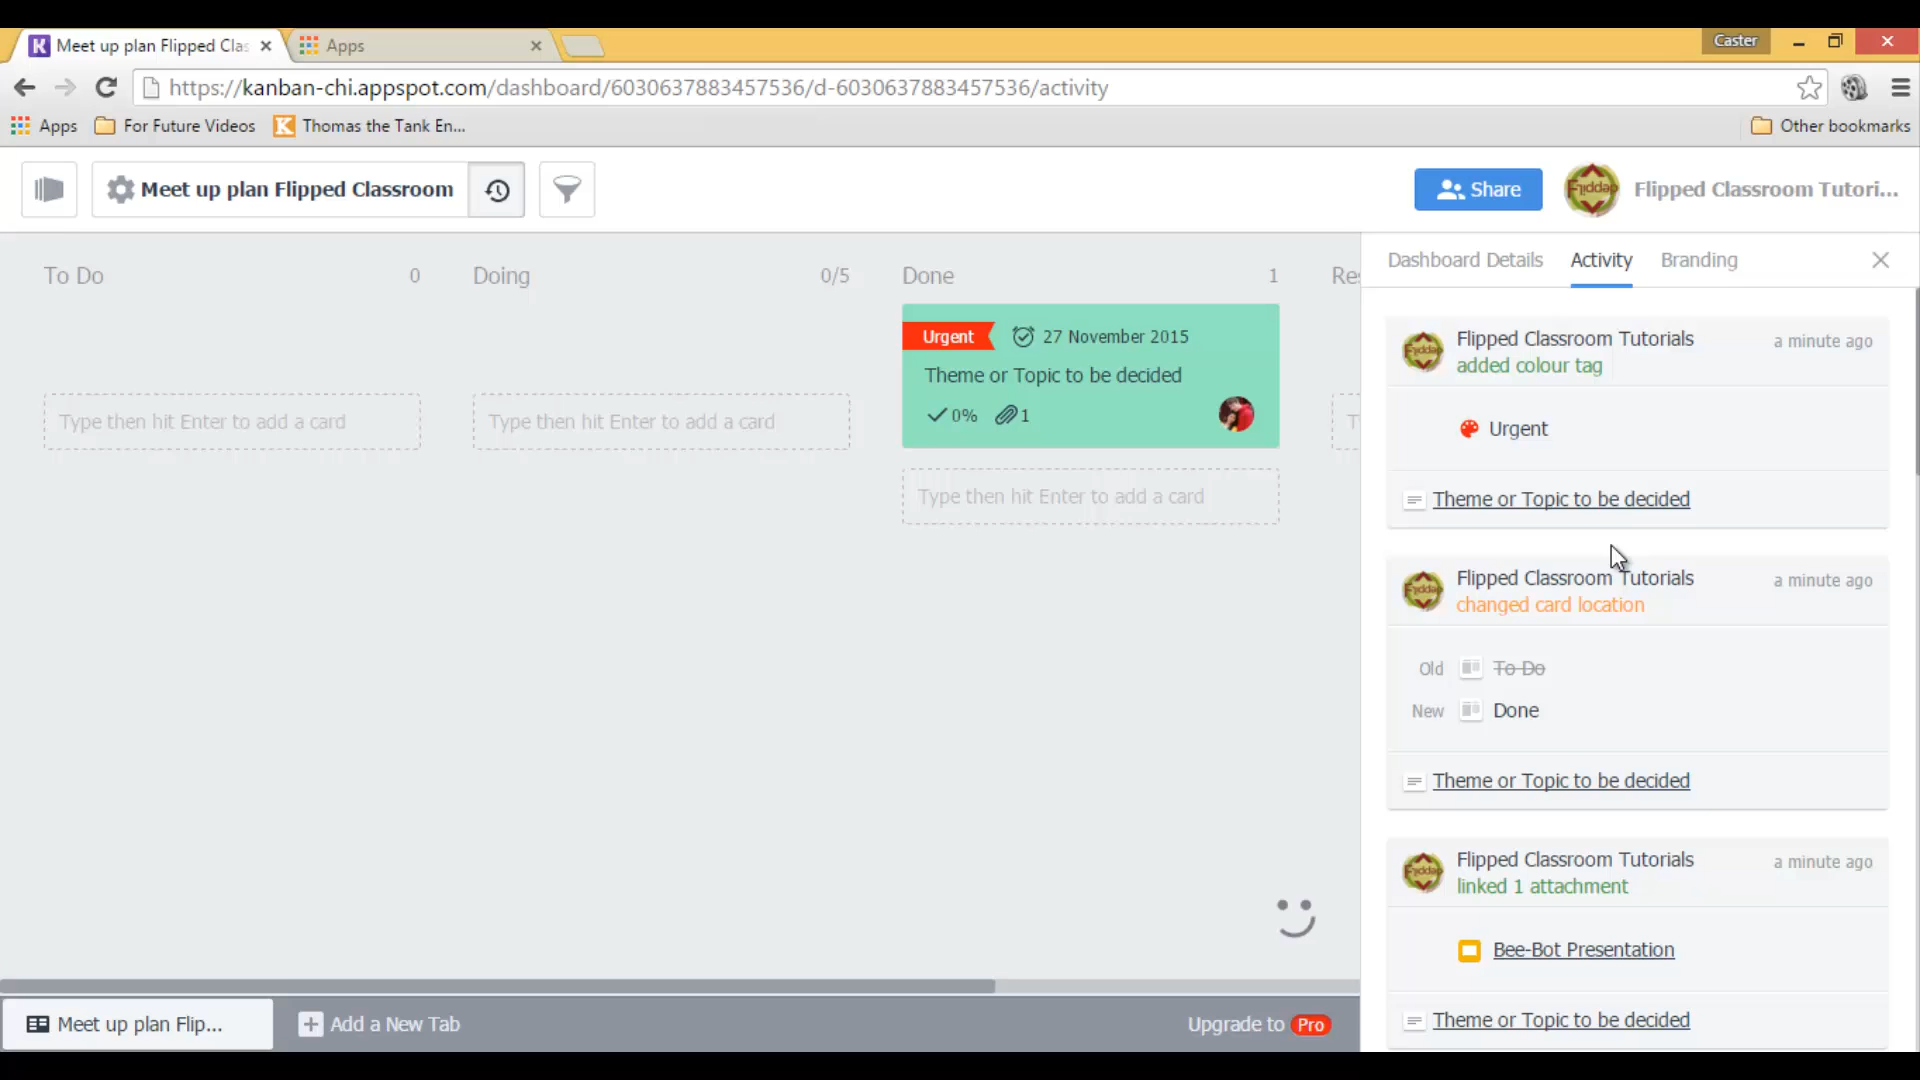 Meet up plan Flipped Clas
Apps
Caster
https://kanban-chi.appspot.com/dashboard/6030637883457536/d-6030637883457536/activity
Apps
For Future Videos
Thomas the Tank En...
Other bookmarks
Meet up plan Flipped Classroom
Share
Flipped Classroom Tutori...
To Do
0
Doing
0/5
Done
1
Res
Type then hit Enter to add a card
Type then hit Enter to add a card
Urgent
27 November 2015
Theme or Topic to be decided
0%
1
Type then hit Enter to add a card
Dashboard Details
Activity
Branding
Flipped Classroom Tutorials
a minute ago
added colour tag
Urgent
Theme or Topic to be decided
Flipped Classroom Tutorials
a minute ago
changed card location
Old
To Do
New
Done
Theme or Topic to be decided
Flipped Classroom Tutorials
a minute ago
linked 1 attachment
Bee-Bot Presentation
Theme or Topic to be decided
Meet up plan Flip...
Add a New Tab
Upgrade to Pro